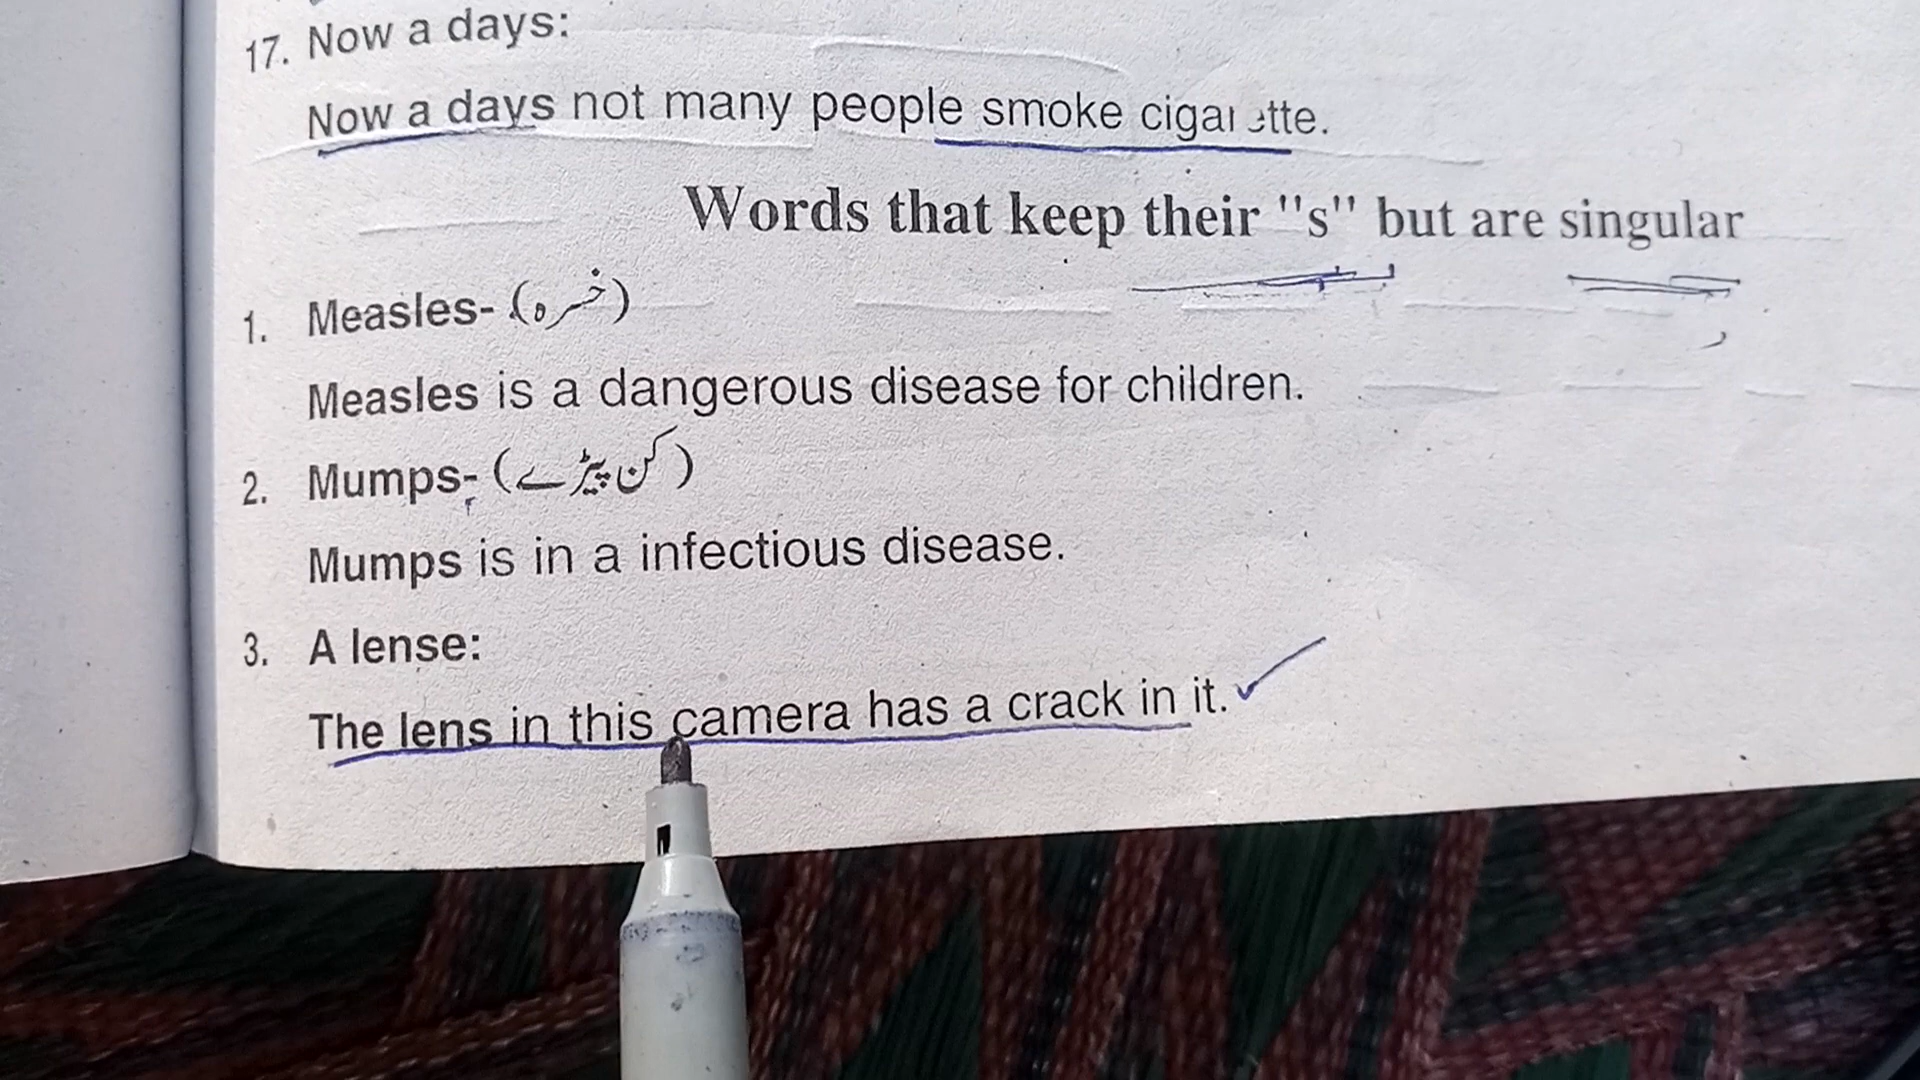 17. Now a days:
Now a days not many people smoke cigarette.
Words that keep their "s" but are singular
1. Measles- (خسره)
Measles is a dangerous disease for children.
2. Mumps- (کن پیڑے)
Mumps is in a infectious disease.
3. A lense:
The lens in this camera has a crack in it.